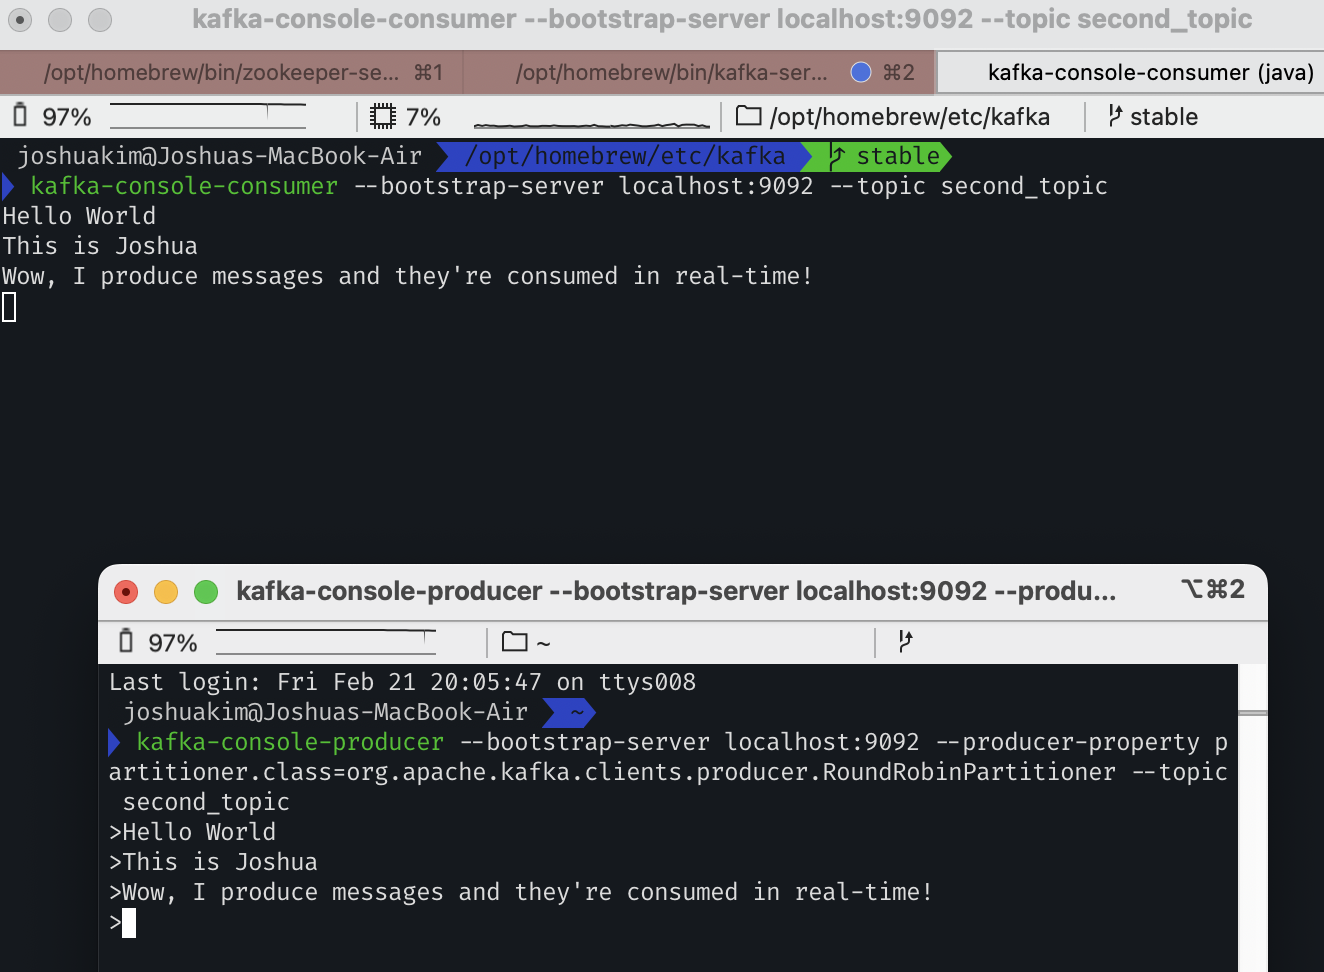 kafka-console-consumer --bootstrap-server localhost:9092 --topic second_topic
/opt/homebrew/bin/zookeeper-se... ⌘1
/opt/homebrew/bin/kafka-ser... ⌘2
kafka-console-consumer (java)
97%
7%
/opt/homebrew/etc/kafka
stable
joshuakim@Joshuas-MacBook-Air /opt/homebrew/etc/kafka stable
kafka-console-consumer --bootstrap-server localhost:9092 --topic second_topic
Hello World
This is Joshua
Wow, I produce messages and they're consumed in real-time!
kafka-console-producer --bootstrap-server localhost:9092 --produ... ⌥⌘2
97%
~
Last login: Fri Feb 21 20:05:47 on ttys008
joshuakim@Joshuas-MacBook-Air ~
kafka-console-producer --bootstrap-server localhost:9092 --producer-property p
artitioner.class=org.apache.kafka.clients.producer.RoundRobinPartitioner --topic
second_topic
>Hello World
>This is Joshua
>Wow, I produce messages and they're consumed in real-time!
>